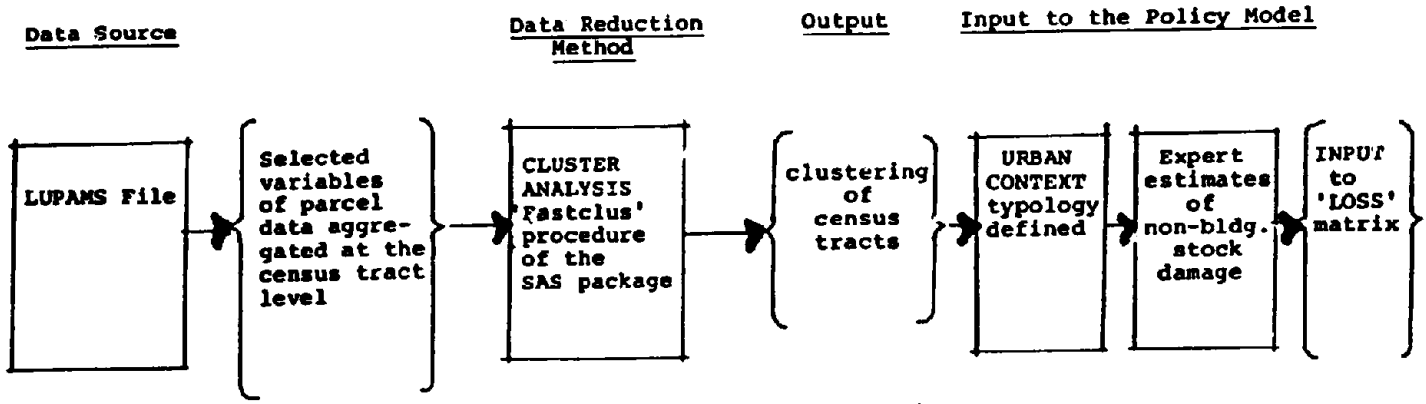 Data Source
Data Reduction
Method
Output
Input to the Policy Model
LUPAMS File
Selected
variables
of parcel
data aggre-
gated at the
census tract
level
CLUSTER
ANALYSIS
'Fastclus'
procedure
of the
SAS package
clustering
of
census
tracts
URBAN
CONTEXT
typology
defined
Expert
estimates
of
non-bldg.
stock
damage
INPUT
to
'LOSS'
matrix